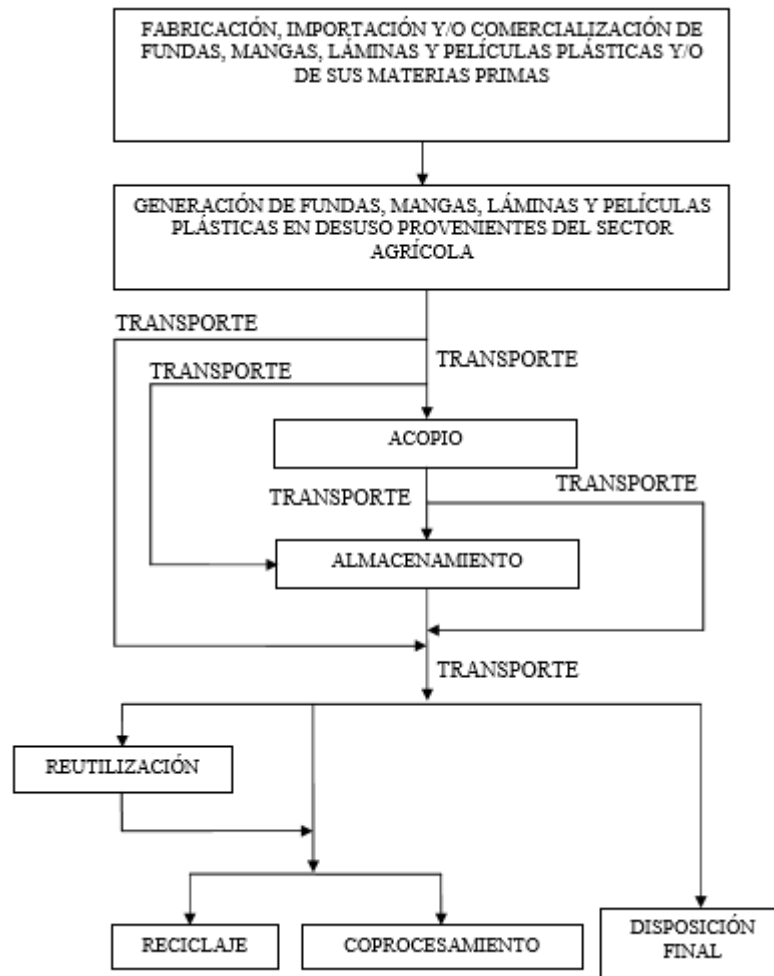 FABRICACIÓN, IMPORTACIÓN Y/O COMERCIALIZACIÓN DE
FUNDAS, MANGAS, LÁMINAS Y PELÍCULAS PLÁSTICAS Y/O
DE SUS MATERIAS PRIMAS
GENERACIÓN DE FUNDAS, MANGAS, LÁMINAS Y PELÍCULAS
PLÁSTICAS EN DESUSO PROVENIENTES DEL SECTOR
AGRÍCOLA
TRANSPORTE
TRANSPORTE
TRANSPORTE
ACOPIO
TRANSPORTE
TRANSPORTE
ALMACENAMIENTO
TRANSPORTE
REUTILIZACIÓN
RECICLAJE
COPROCESAMIENTO
DISPOSICIÓN
FINAL